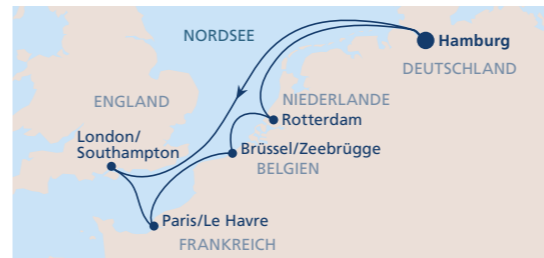 NORDSEE
Hamburg
DEUTSCHLAND
ENGLAND
NIEDERLANDE
Rotterdam
London/
Southampton
Brüssel/Zeebrügge
BELGIEN
Paris/Le Havre
FRANKREICH